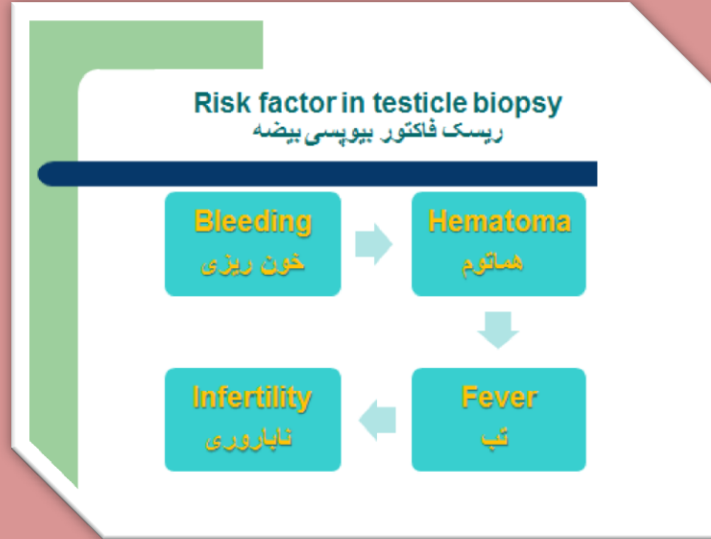 Risk factor in testicle biopsy
ریسک فاکتور بیوپسی بیضه
Bleeding
خون ریزی
Hematoma
هماتوم
Fever
تب
Infertility
ناباروری